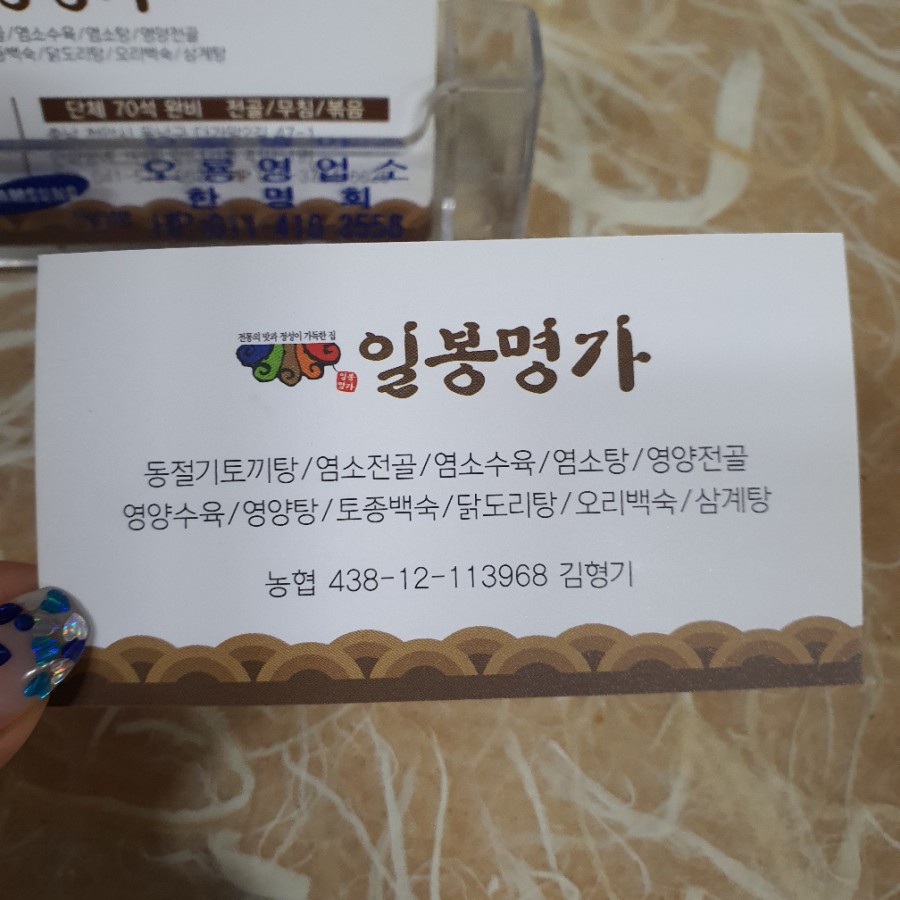 /염소수육/염소탕/영양전골
백숙/닭도리탕/오리백숙/삼계탕
단체 70석 완비 전골/무침/볶음
오룡영업소
한명회
전통의 맛과 정성이 가득한 집
일봉명가
일봉
명가
동절기토끼탕/염소전골/염소수육/염소탕/영양전골
영양수육/영양탕/토종백숙/닭도리탕/오리백숙/삼계탕
농협 438-12-113968 김형기